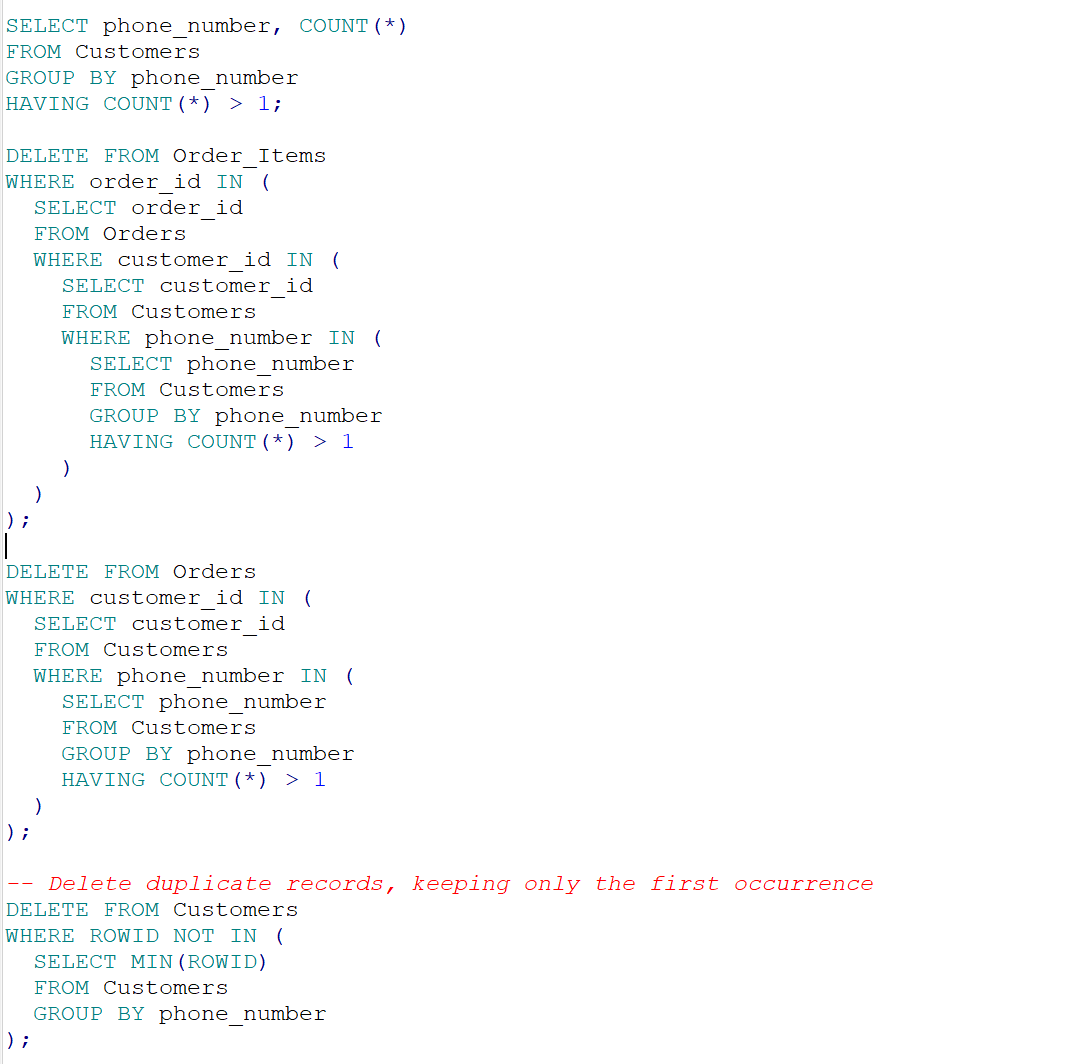 SELECT phone_number, COUNT(*)
FROM Customers
GROUP BY phone_number
HAVING COUNT(*) > 1;

DELETE FROM Order_Items
WHERE order_id IN (
  SELECT order_id
  FROM Orders
  WHERE customer_id IN (
    SELECT customer_id
    FROM Customers
    WHERE phone_number IN (
      SELECT phone_number
      FROM Customers
      GROUP BY phone_number
      HAVING COUNT(*) > 1
    )
  )
);

DELETE FROM Orders
WHERE customer_id IN (
  SELECT customer_id
  FROM Customers
  WHERE phone_number IN (
    SELECT phone_number
    FROM Customers
    GROUP BY phone_number
    HAVING COUNT(*) > 1
  )
);

-- Delete duplicate records, keeping only the first occurrence
DELETE FROM Customers
WHERE ROWID NOT IN (
  SELECT MIN(ROWID)
  FROM Customers
  GROUP BY phone_number
);